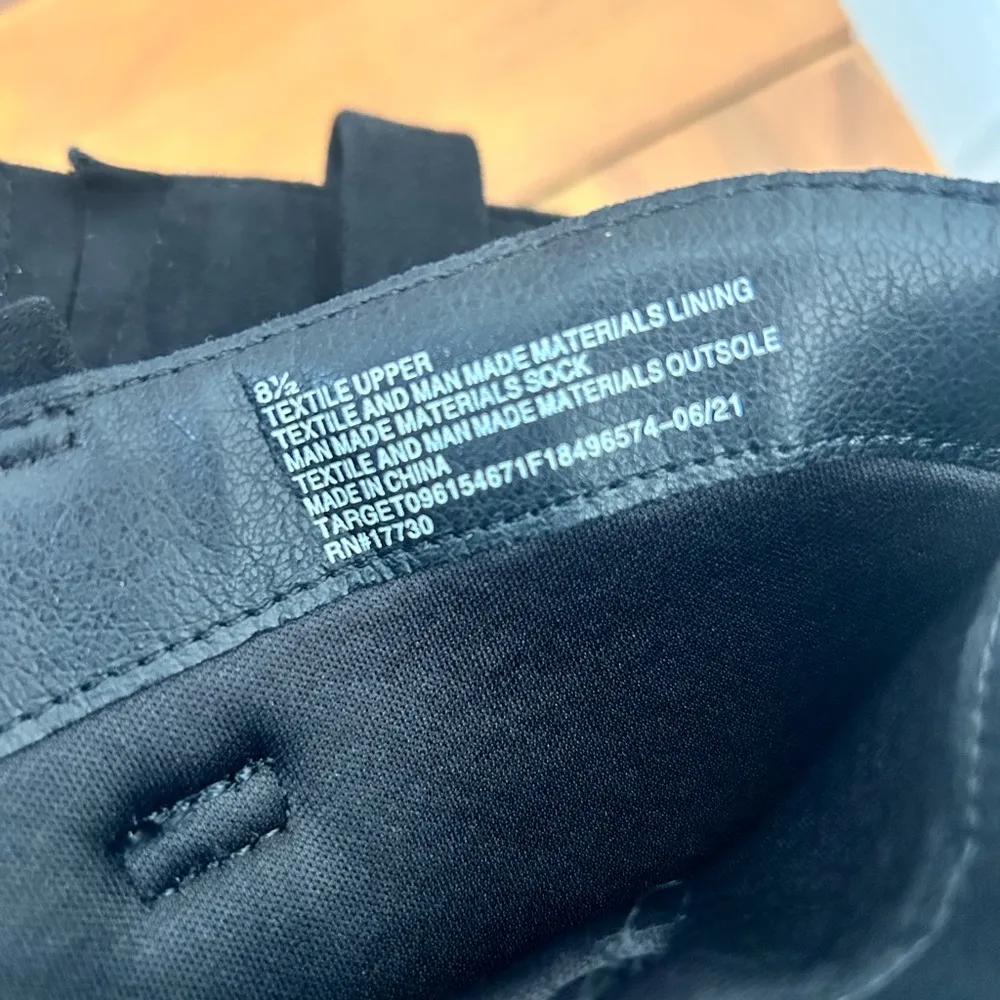 8½
TEXTILE UPPER
TEXTILE AND MAN MADE MATERIALS LINING
MAN MADE MATERIALS SOCK
TEXTILE AND MAN MADE MATERIALS OUTSOLE
MADE IN CHINA
TARGET096154671F18496574-06/21
RN#17730